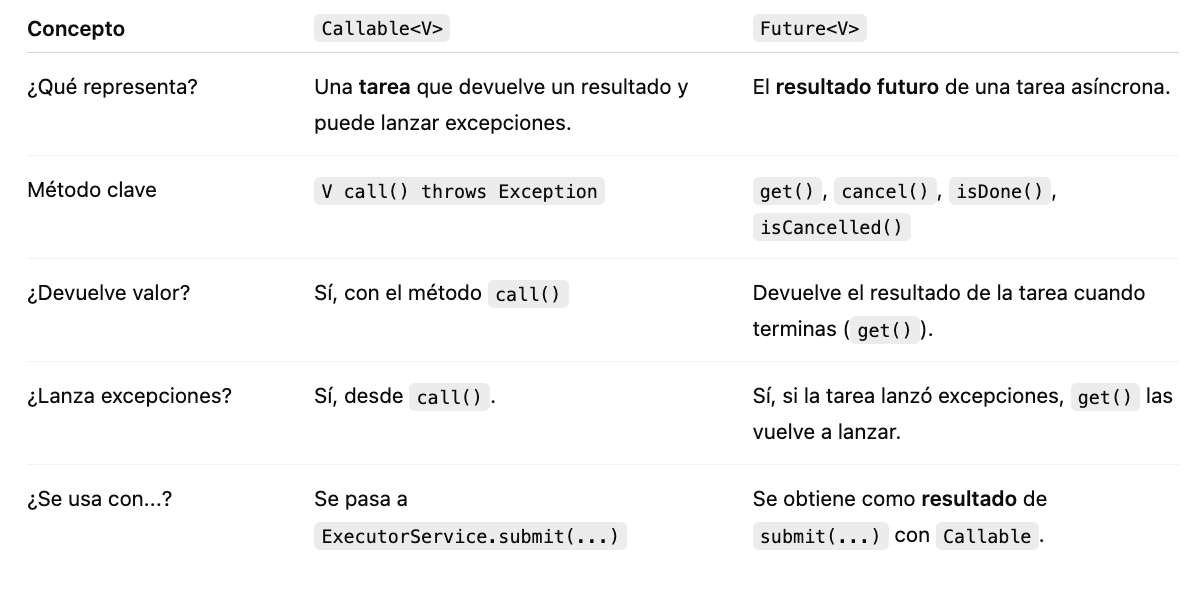 Concepto Callable<V> Future<V>
¿Qué representa? Una tarea que devuelve un resultado y El resultado futuro de una tarea asíncrona.
puede lanzar excepciones.
Método clave V call() throws Exception get(), cancel(), isDone(),
isCancelled()
¿Devuelve valor? Sí, con el método call() Devuelve el resultado de la tarea cuando
terminas (get()).
¿Lanza excepciones? Sí, desde call(). Sí, si la tarea lanzó excepciones, get() las
vuelve a lanzar.
¿Se usa con...? Se pasa a Se obtiene como resultado de
ExecutorService.submit(...) submit(...) con Callable.